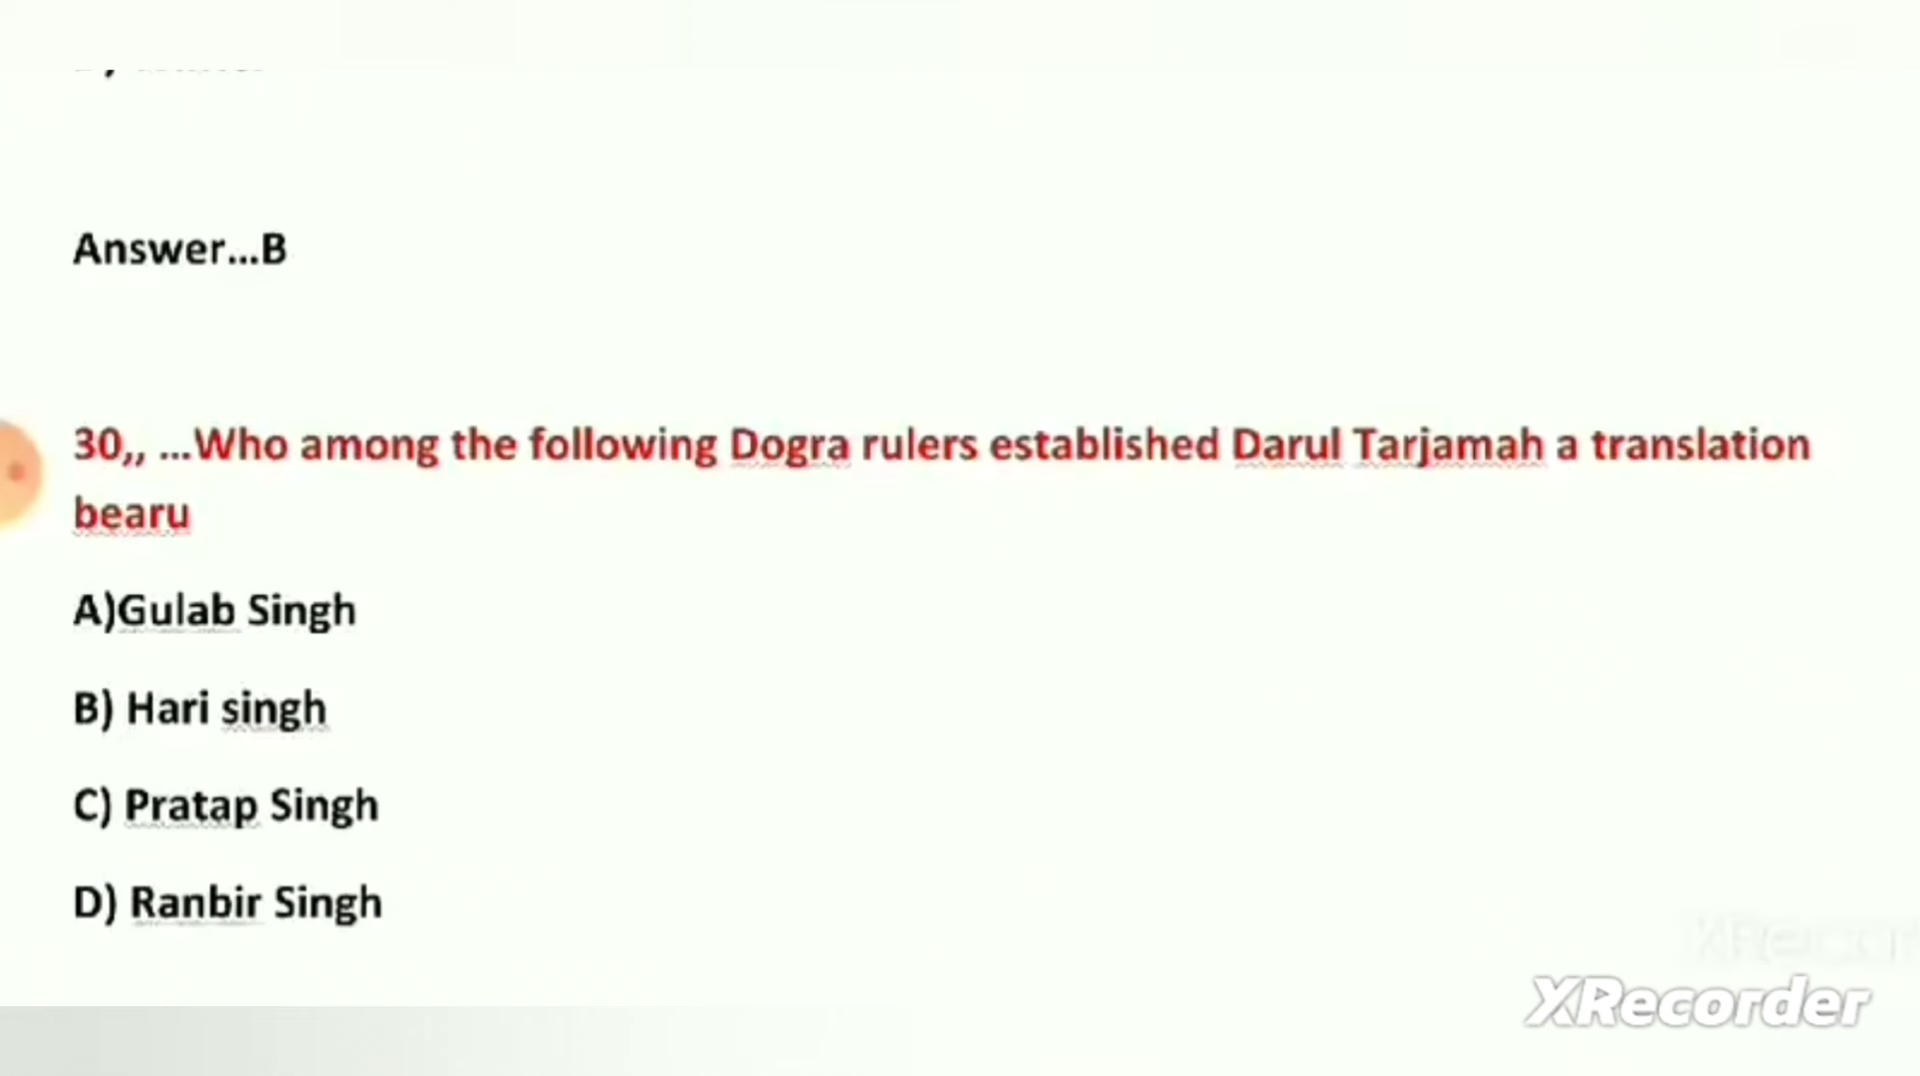 Answer...B
30,, ...Who among the following Dogra rulers established Darul Tarjamah a translation
bearu
A)Gulab Singh
B) Hari singh
C) Pratap Singh
D) Ranbir Singh
XRecorder